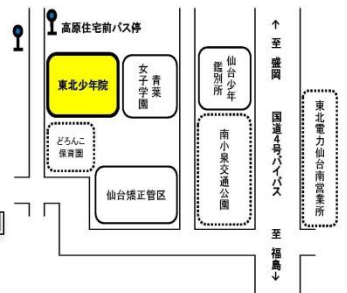 高原住宅前バス停
東北少年院
青葉
女子学園
仙台少年
鑑別所
↑至 盛岡
国道4号バイパス
至 福島↓
東北電力仙台南営業所
どろんこ
保育園
南小泉交通公園
仙台矯正管区